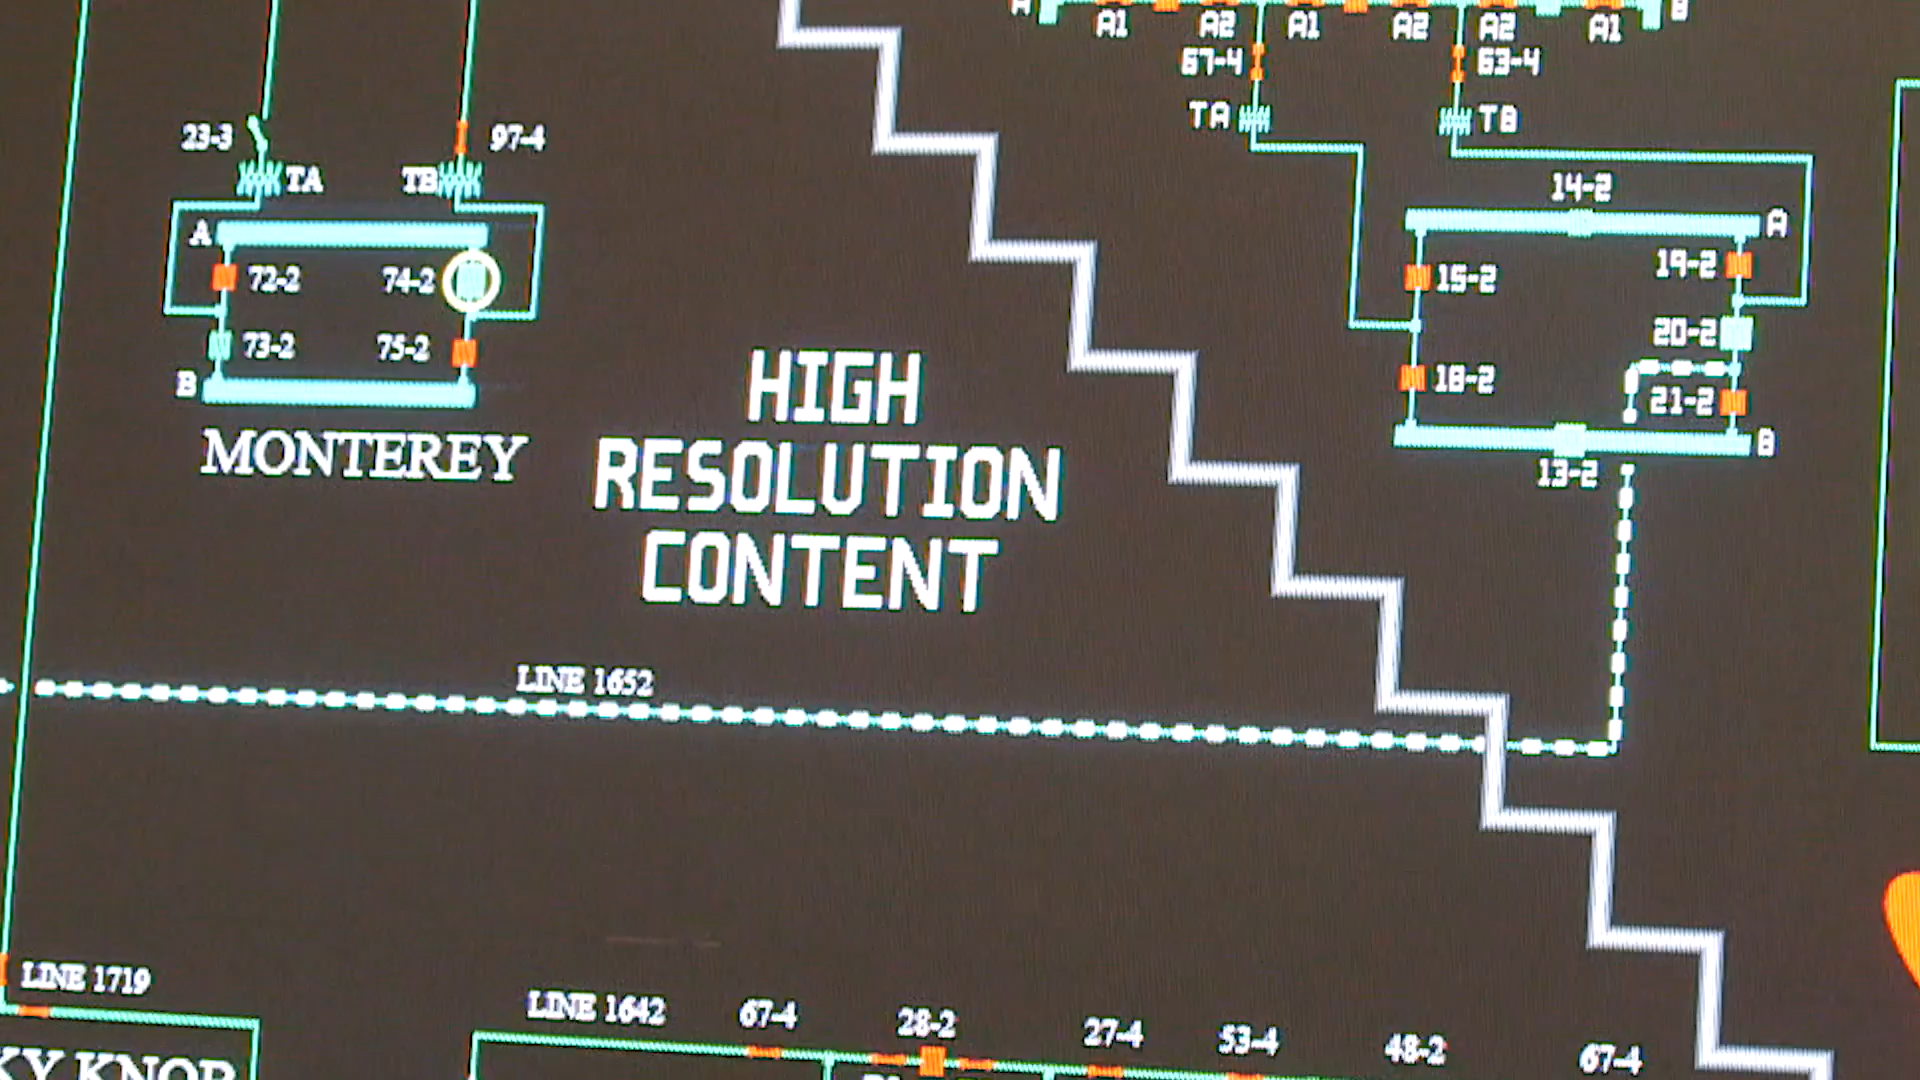 A
B
A1
A2
A1
A2
A2
A1
67-4
63-4
TA
TB
23-3
97-4
TA
TB
A
72-2
74-2
73-2
75-2
B
MONTEREY
14-2
A
15-2
19-2
20-2
18-2
21-2
B
13-2
HIGH
RESOLUTION
CONTENT
LINE 1652
LINE 1719
LINE 1642
67-4
28-2
27-4
53-4
48-2
67-4
KY KNOB